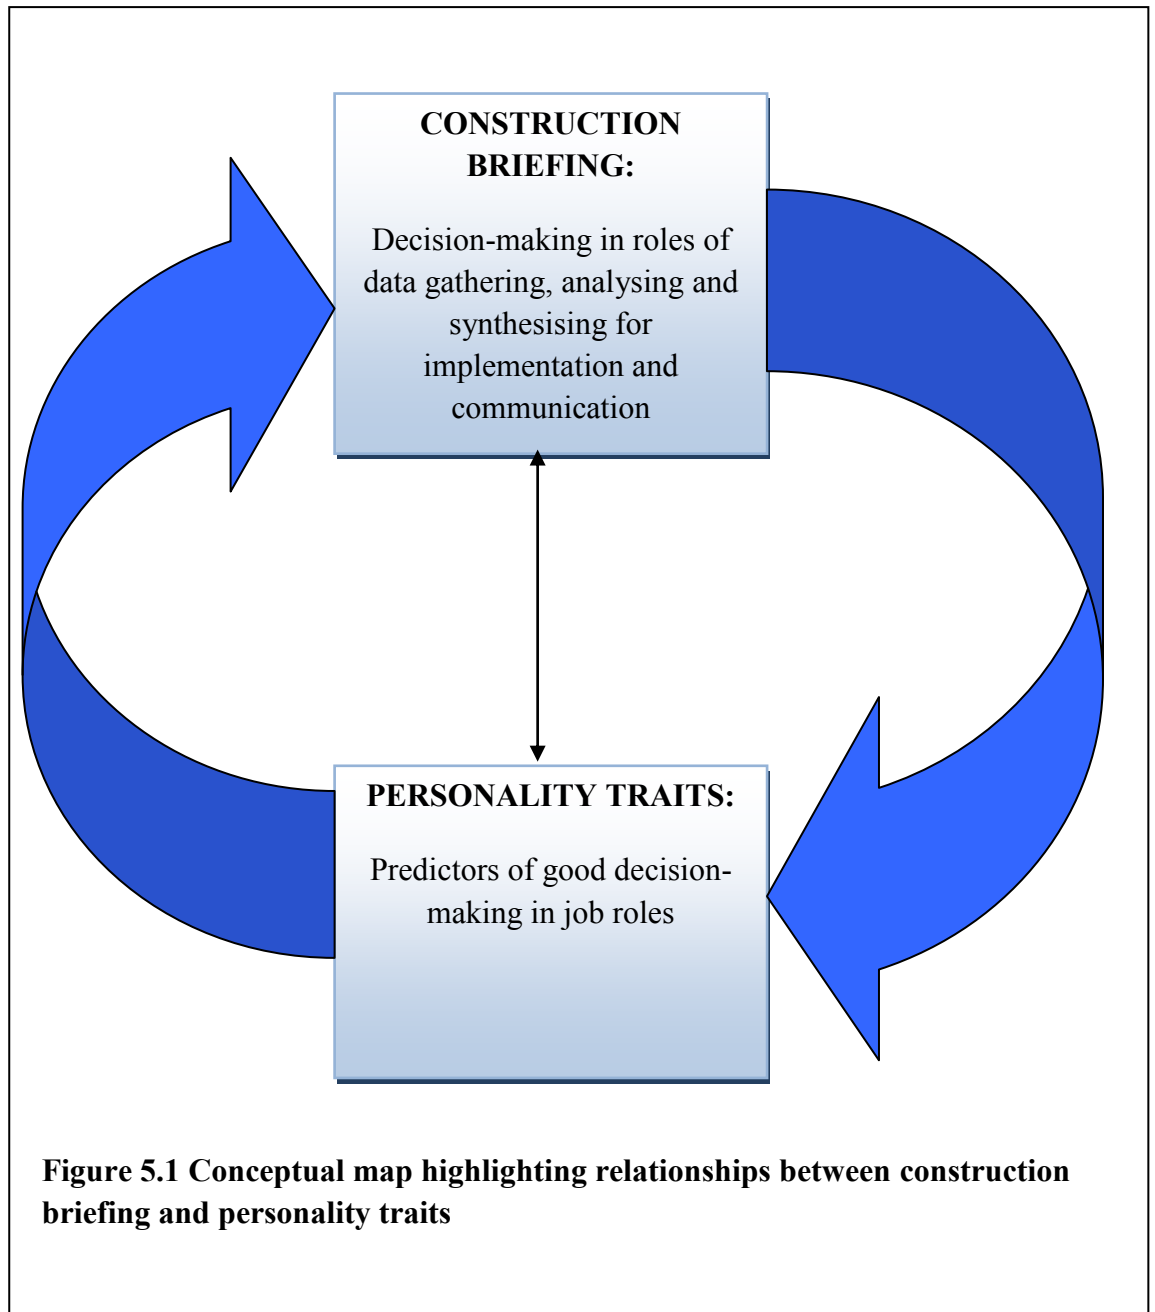 CONSTRUCTION
BRIEFING:
Decision-making in roles of
data gathering, analysing and
synthesising for
implementation and
communication
PERSONALITY TRAITS:
Predictors of good decision-
making in job roles
Figure 5.1 Conceptual map highlighting relationships between construction
briefing and personality traits